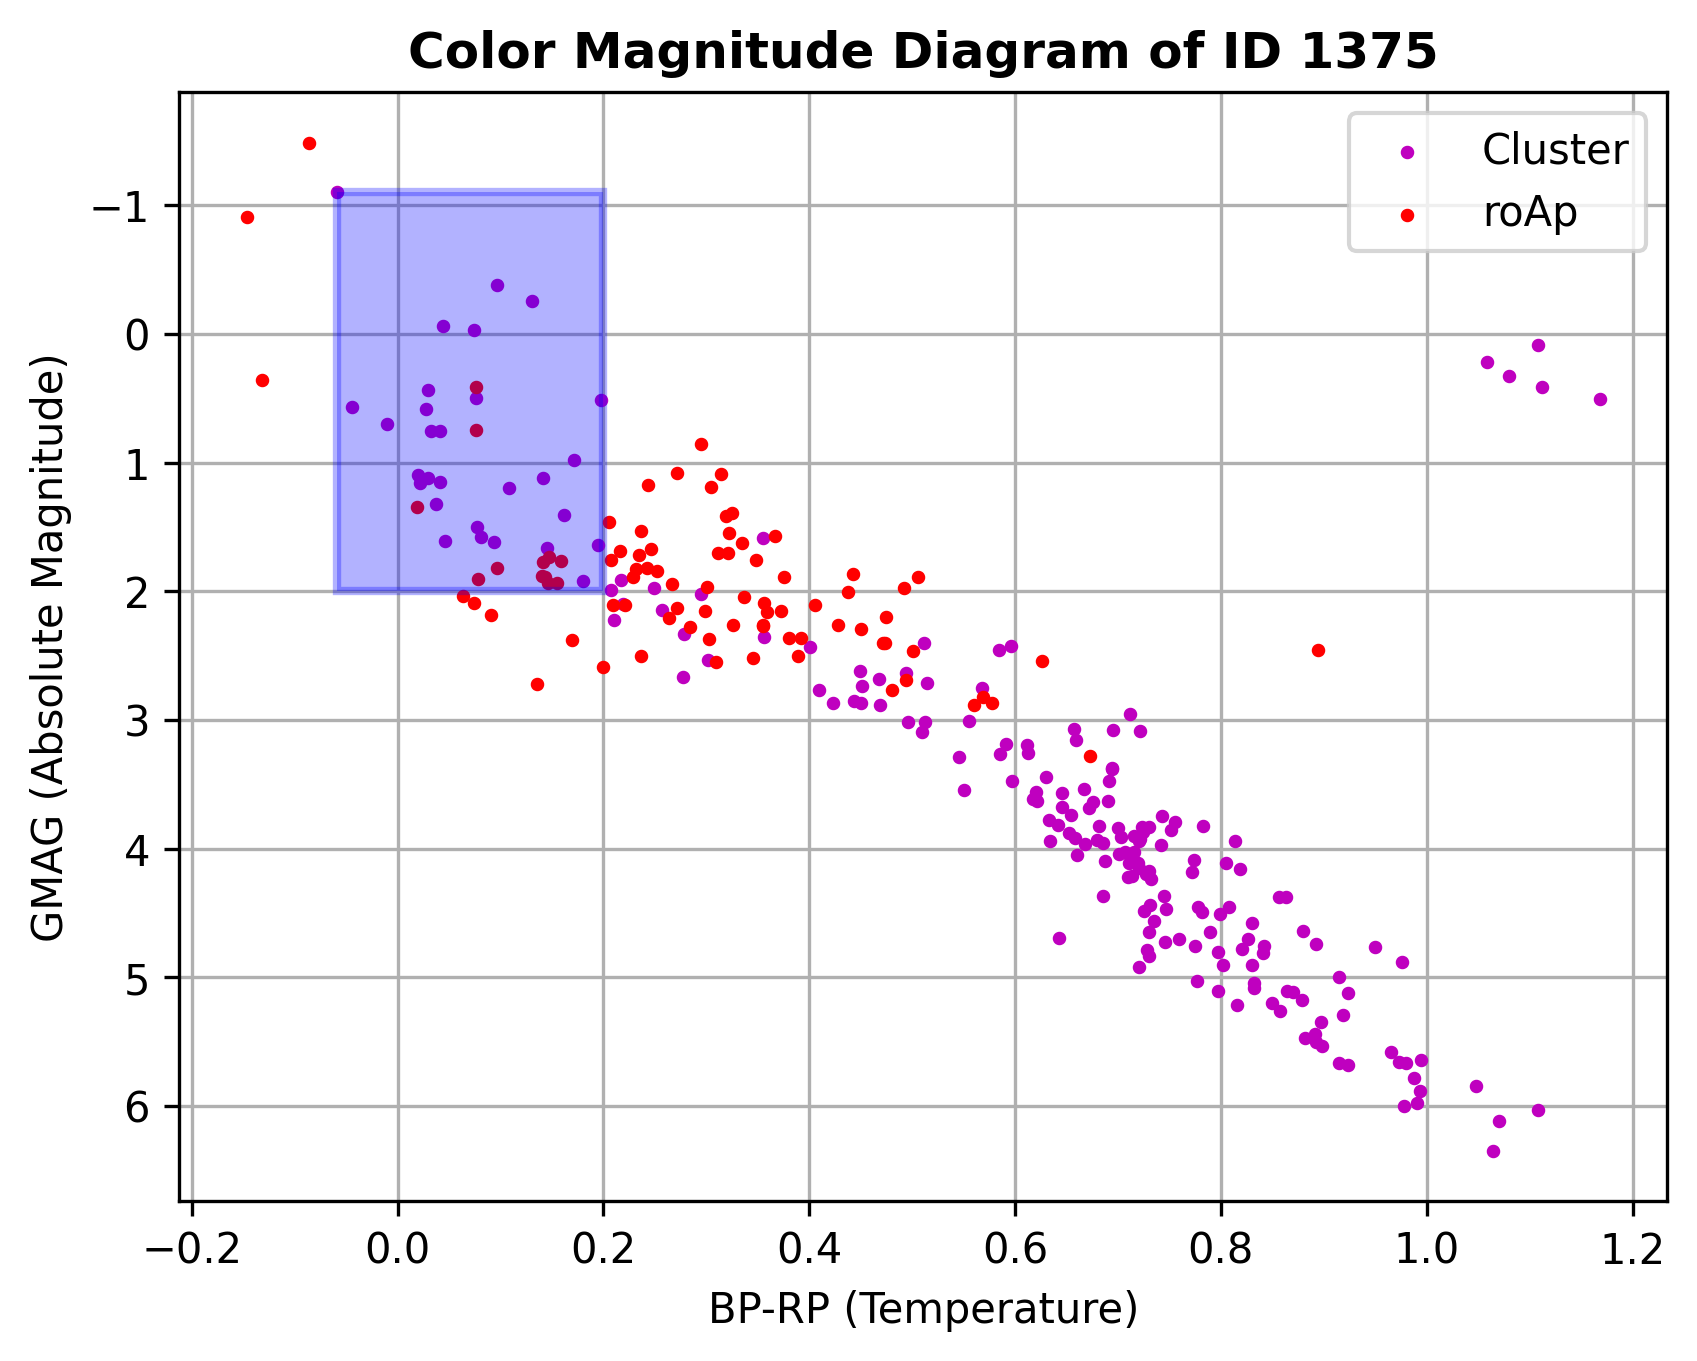 Color Magnitude Diagram of ID 1375
Cluster
roAp
−1
0
1
2
3
4
5
6
GMAG (Absolute Magnitude)
−0.2 0.0 0.2 0.4 0.6 0.8 1.0 1.2
BP-RP (Temperature)